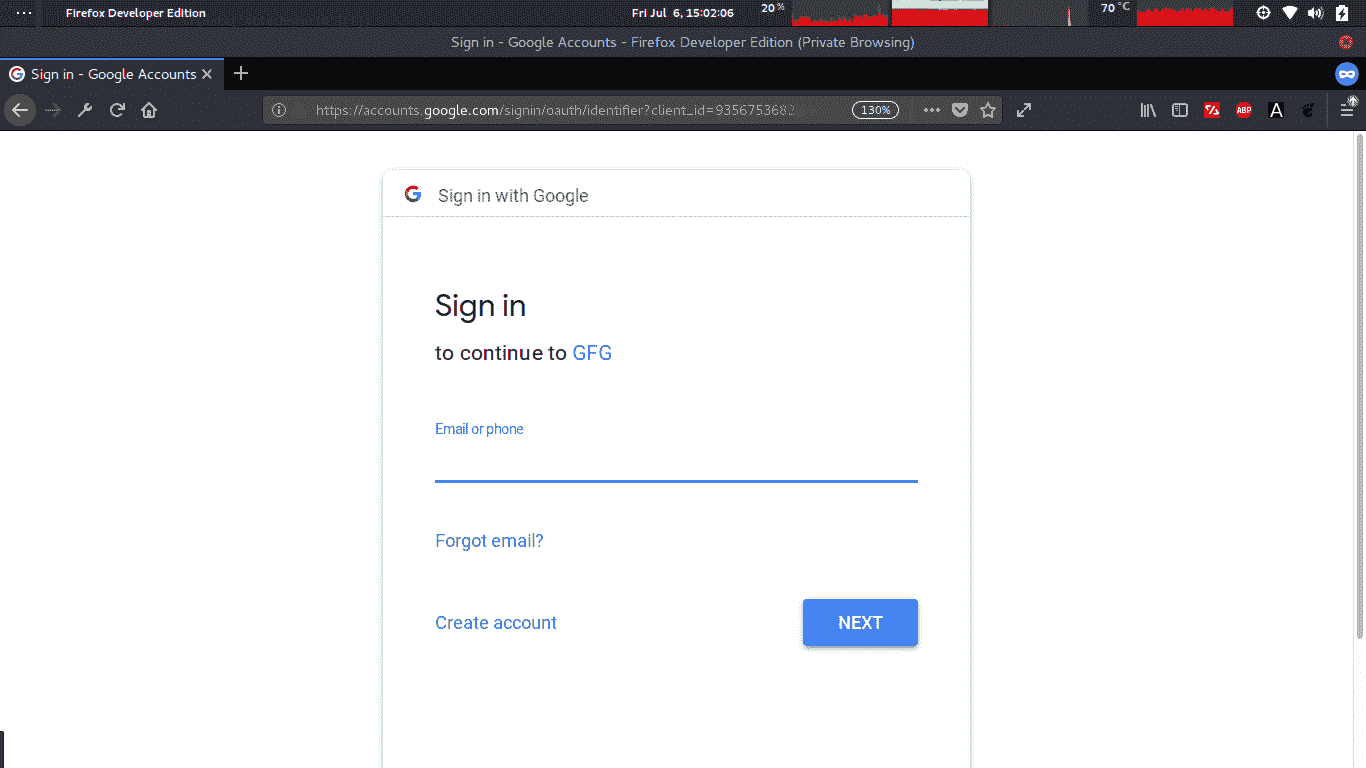 Firefox Developer Edition
Fri Jul 6, 15:02:06
20 %
70 °C
Sign in - Google Accounts - Firefox Developer Edition (Private Browsing)
Sign in - Google Accounts
https://accounts.google.com/signin/oauth/identifier?client_id=935675368.
130%
ABP
A
Sign in with Google
Sign in
to continue to GFG
Email or phone
Forgot email?
Create account
NEXT